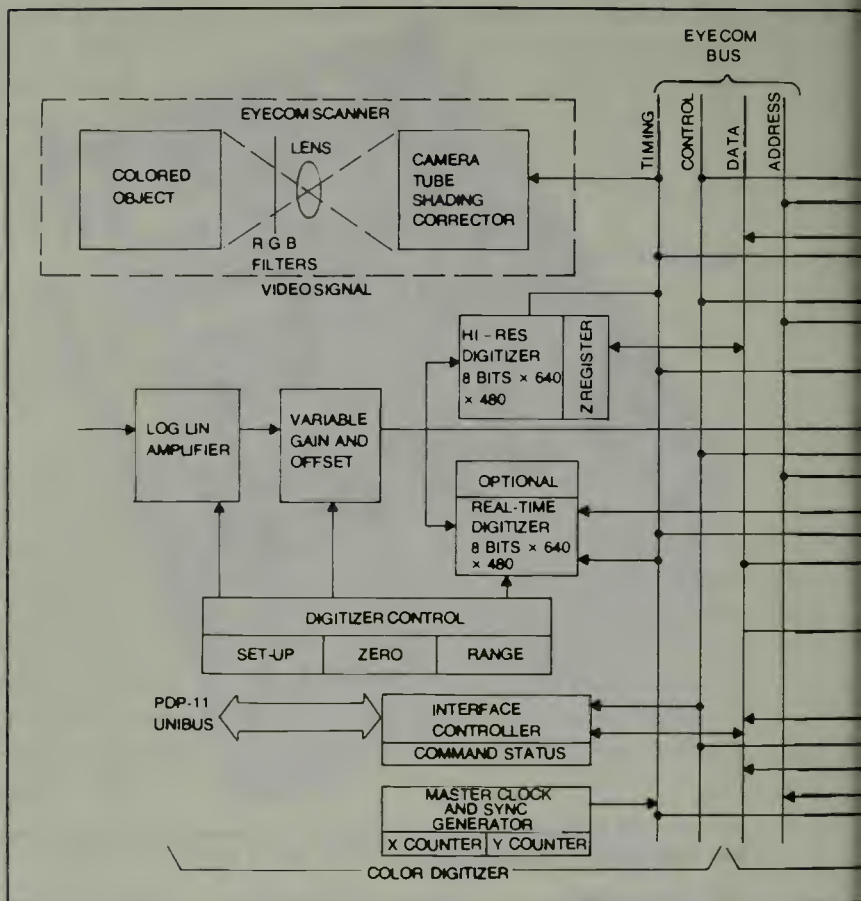 EYECOM
BUS
TIMING
CONTROL
DATA
ADDRESS
EYECOM SCANNER
COLORED
OBJECT
LENS
R G B
FILTERS
CAMERA
TUBE
SHADING
CORRECTOR
VIDEO SIGNAL
LOG LIN
AMPLIFIER
VARIABLE
GAIN AND
OFFSET
HI-RES
DIGITIZER
8 BITS × 640
× 480
Z REGISTER
OPTIONAL
REAL-TIME
DIGITIZER
8 BITS × 640
× 480
DIGITIZER CONTROL
SET-UP ZERO RANGE
PDP-11
UNIBUS
INTERFACE
CONTROLLER
COMMAND STATUS
MASTER CLOCK
AND SYNC
GENERATOR
X COUNTER Y COUNTER
COLOR DIGITIZER